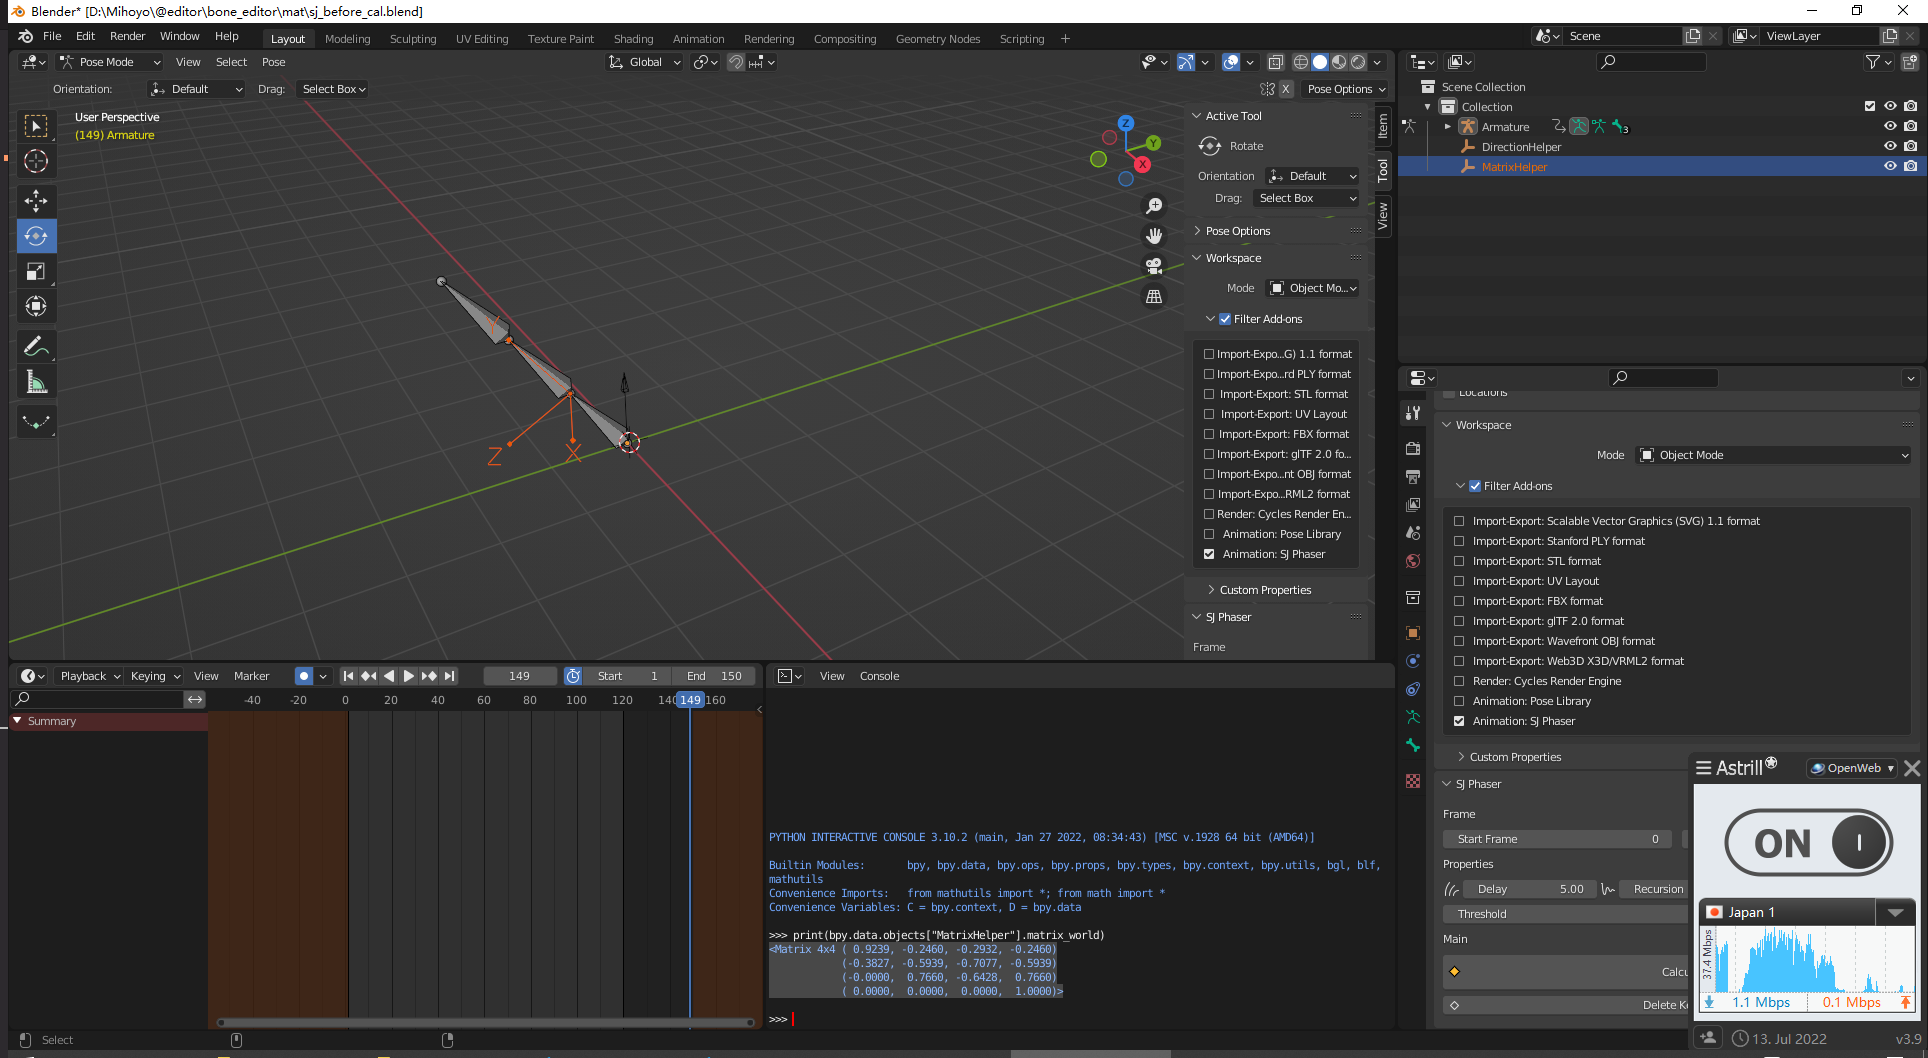 Blender* [D:\Mihoyo\@editor\bone_editor\mat\sj_before_cal.blend]
File Edit Render Window Help Layout Modeling Sculpting UV Editing Texture Paint Shading Animation Rendering Compositing Geometry Nodes Scripting + Scene ViewLayer
Pose Mode View Select Pose Global
Orientation: Default Drag: Select Box X Pose Options
User Perspective
(149) Armature
Z
Y
X
Y
Z
X
Active Tool
Rotate
Orientation Default
Drag: Select Box
Pose Options
Workspace
Mode Object Mo...
Filter Add-ons
Import-Expo...G) 1.1 format
Import-Expo...rd PLY format
Import-Export: STL format
Import-Export: UV Layout
Import-Export: FBX format
Import-Export: glTF 2.0 fo...
Import-Expo...nt OBJ format
Import-Expo...RML2 format
Render: Cycles Render En...
Animation: Pose Library
Animation: SJ Phaser
Custom Properties
SJ Phaser
Frame
Item
Tool
View
Scene Collection
Collection
Armature 3
DirectionHelper
MatrixHelper
Locations
Workspace
Mode Object Mode
Filter Add-ons
Import-Export: Scalable Vector Graphics (SVG) 1.1 format
Import-Export: Stanford PLY format
Import-Export: STL format
Import-Export: UV Layout
Import-Export: FBX format
Import-Export: glTF 2.0 format
Import-Export: Wavefront OBJ format
Import-Export: Web3D X3D/VRML2 format
Render: Cycles Render Engine
Animation: Pose Library
Animation: SJ Phaser
Custom Properties
SJ Phaser
Frame
Start Frame 0
Properties
Delay 5.00 Recursion
Threshold
Main
Calcu
Delete Ke
Playback Keying View Marker 149 Start 1 End 150
-40 -20 0 20 40 60 80 100 120 140 149 160
Summary
View Console
PYTHON INTERACTIVE CONSOLE 3.10.2 (main, Jan 27 2022, 08:34:43) [MSC v.1928 64 bit (AMD64)]
Builtin Modules: bpy, bpy.data, bpy.ops, bpy.props, bpy.types, bpy.context, bpy.utils, bgl, blf,
mathutils
Convenience Imports: from mathutils import *; from math import *
Convenience Variables: C = bpy.context, D = bpy.data
>>> print(bpy.data.objects["MatrixHelper"].matrix_world)
<Matrix 4x4 ( 0.9239, -0.2460, -0.2932, -0.2460)
(-0.3827, -0.5939, -0.7077, -0.5939)
(-0.0000, 0.7660, -0.6428, 0.7660)
( 0.0000, 0.0000, 0.0000, 1.0000)>
>>>
Astrill OpenWeb
ON
Japan 1
37.4 Mbps
1.1 Mbps 0.1 Mbps
13. Jul 2022 v3.9
Select